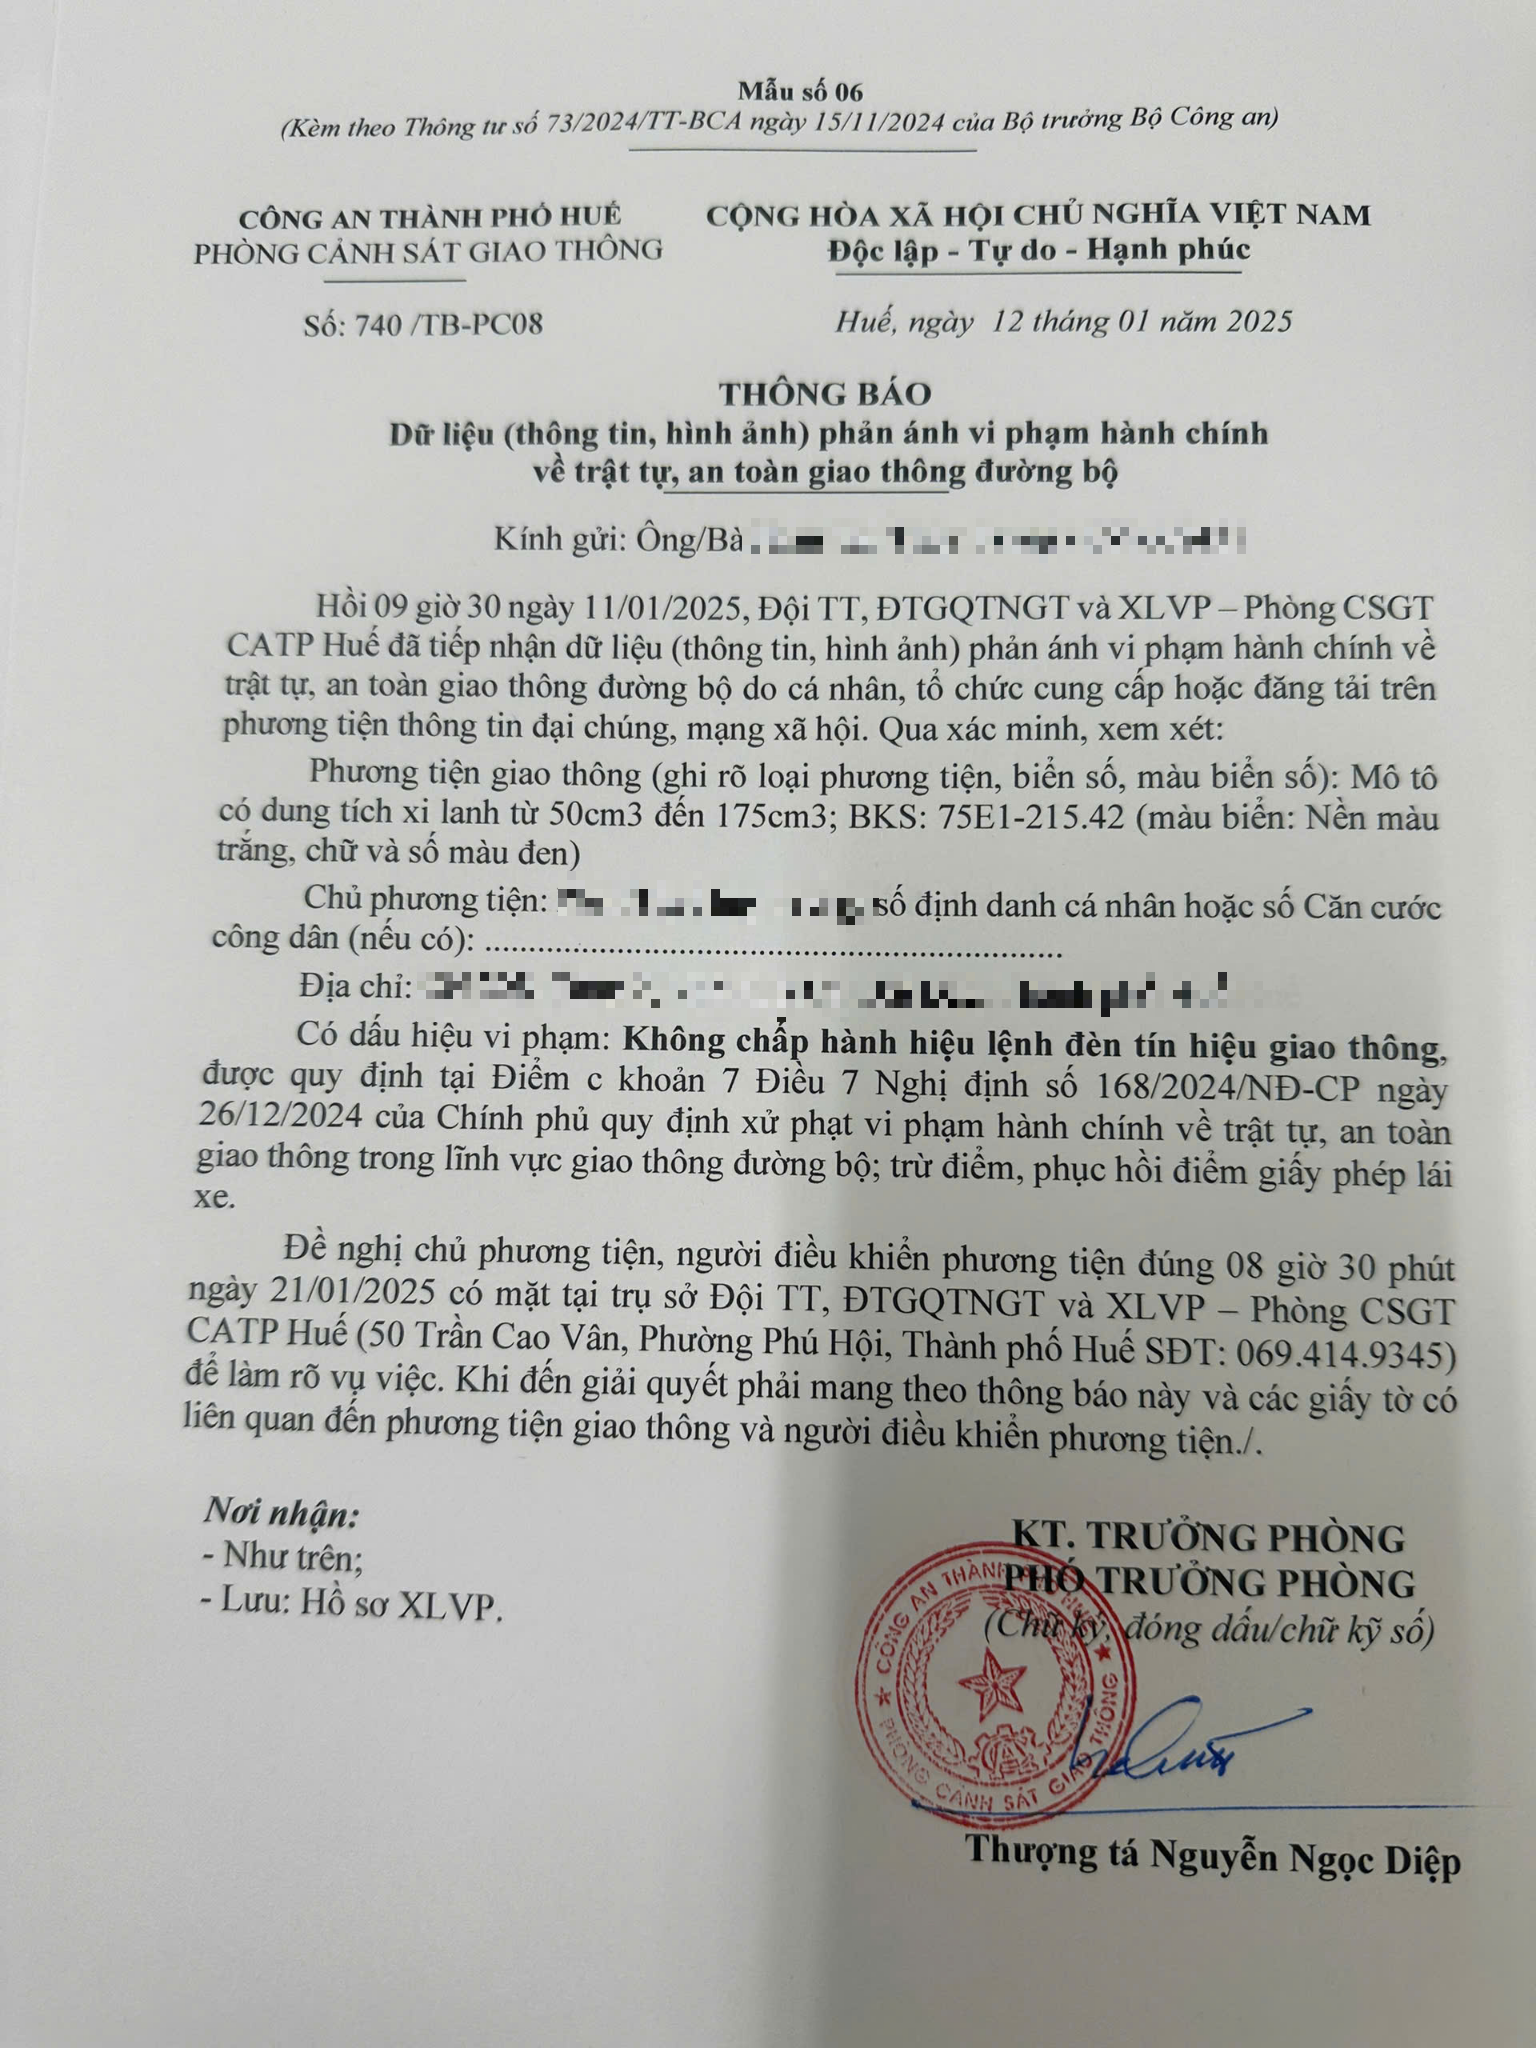 Mẫu số 06
(Kèm theo Thông tư số 73/2024/TT-BCA ngày 15/11/2024 của Bộ trưởng Bộ Công an)
CÔNG AN THÀNH PHỐ HUẾ
PHÒNG CẢNH SÁT GIAO THÔNG
Số: 740 /TB-PC08
CỘNG HÒA XÃ HỘI CHỦ NGHĨA VIỆT NAM
Độc lập - Tự do - Hạnh phúc
Huế, ngày 12 tháng 01 năm 2025
THÔNG BÁO
Dữ liệu (thông tin, hình ảnh) phản ánh vi phạm hành chính
về trật tự, an toàn giao thông đường bộ
Kính gửi: Ông/Bà
Hồi 09 giờ 30 ngày 11/01/2025, Đội TT, ĐTGQTNGT và XLVP – Phòng CSGT
CATP Huế đã tiếp nhận dữ liệu (thông tin, hình ảnh) phản ánh vi phạm hành chính về
trật tự, an toàn giao thông đường bộ do cá nhân, tổ chức cung cấp hoặc đăng tải trên
phương tiện thông tin đại chúng, mạng xã hội. Qua xác minh, xem xét:
Phương tiện giao thông (ghi rõ loại phương tiện, biển số, màu biển số): Mô tô
có dung tích xi lanh từ 50cm3 đến 175cm3; BKS: 75E1-215.42 (màu biển: Nền màu
trắng, chữ và số màu đen)
Chủ phương tiện: số định danh cá nhân hoặc số Căn cước
công dân (nếu có): ......................................................................
Địa chỉ:
Có dấu hiệu vi phạm: Không chấp hành hiệu lệnh đèn tín hiệu giao thông,
được quy định tại Điểm c khoản 7 Điều 7 Nghị định số 168/2024/NĐ-CP ngày
26/12/2024 của Chính phủ quy định xử phạt vi phạm hành chính về trật tự, an toàn
giao thông trong lĩnh vực giao thông đường bộ; trừ điểm, phục hồi điểm giấy phép lái
xe.
Đề nghị chủ phương tiện, người điều khiển phương tiện đúng 08 giờ 30 phút
ngày 21/01/2025 có mặt tại trụ sở Đội TT, ĐTGQTNGT và XLVP – Phòng CSGT
CATP Huế (50 Trần Cao Vân, Phường Phú Hội, Thành phố Huế SĐT: 069.414.9345)
để làm rõ vụ việc. Khi đến giải quyết phải mang theo thông báo này và các giấy tờ có
liên quan đến phương tiện giao thông và người điều khiển phương tiện./.
Nơi nhận:
- Như trên;
- Lưu: Hồ sơ XLVP.
KT. TRƯỞNG PHÒNG
PHÓ TRƯỞNG PHÒNG
(Chữ ký, đóng dấu/chữ ký số)
CÔNG AN THÀNH PHỐ HUẾ
PHÒNG CẢNH SÁT GIAO THÔNG
Thượng tá Nguyễn Ngọc Diệp